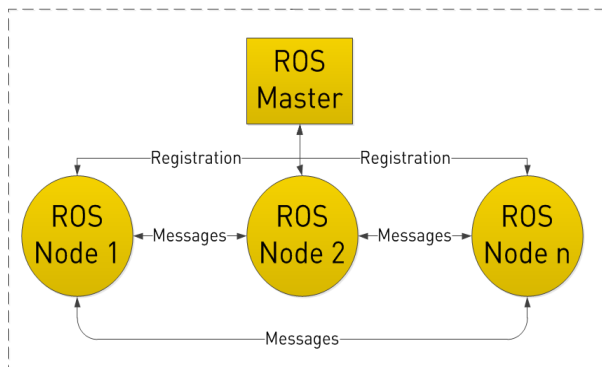 ROS
Master
Registration
Registration
ROS
Node 1
Messages
ROS
Node 2
Messages
ROS
Node n
Messages